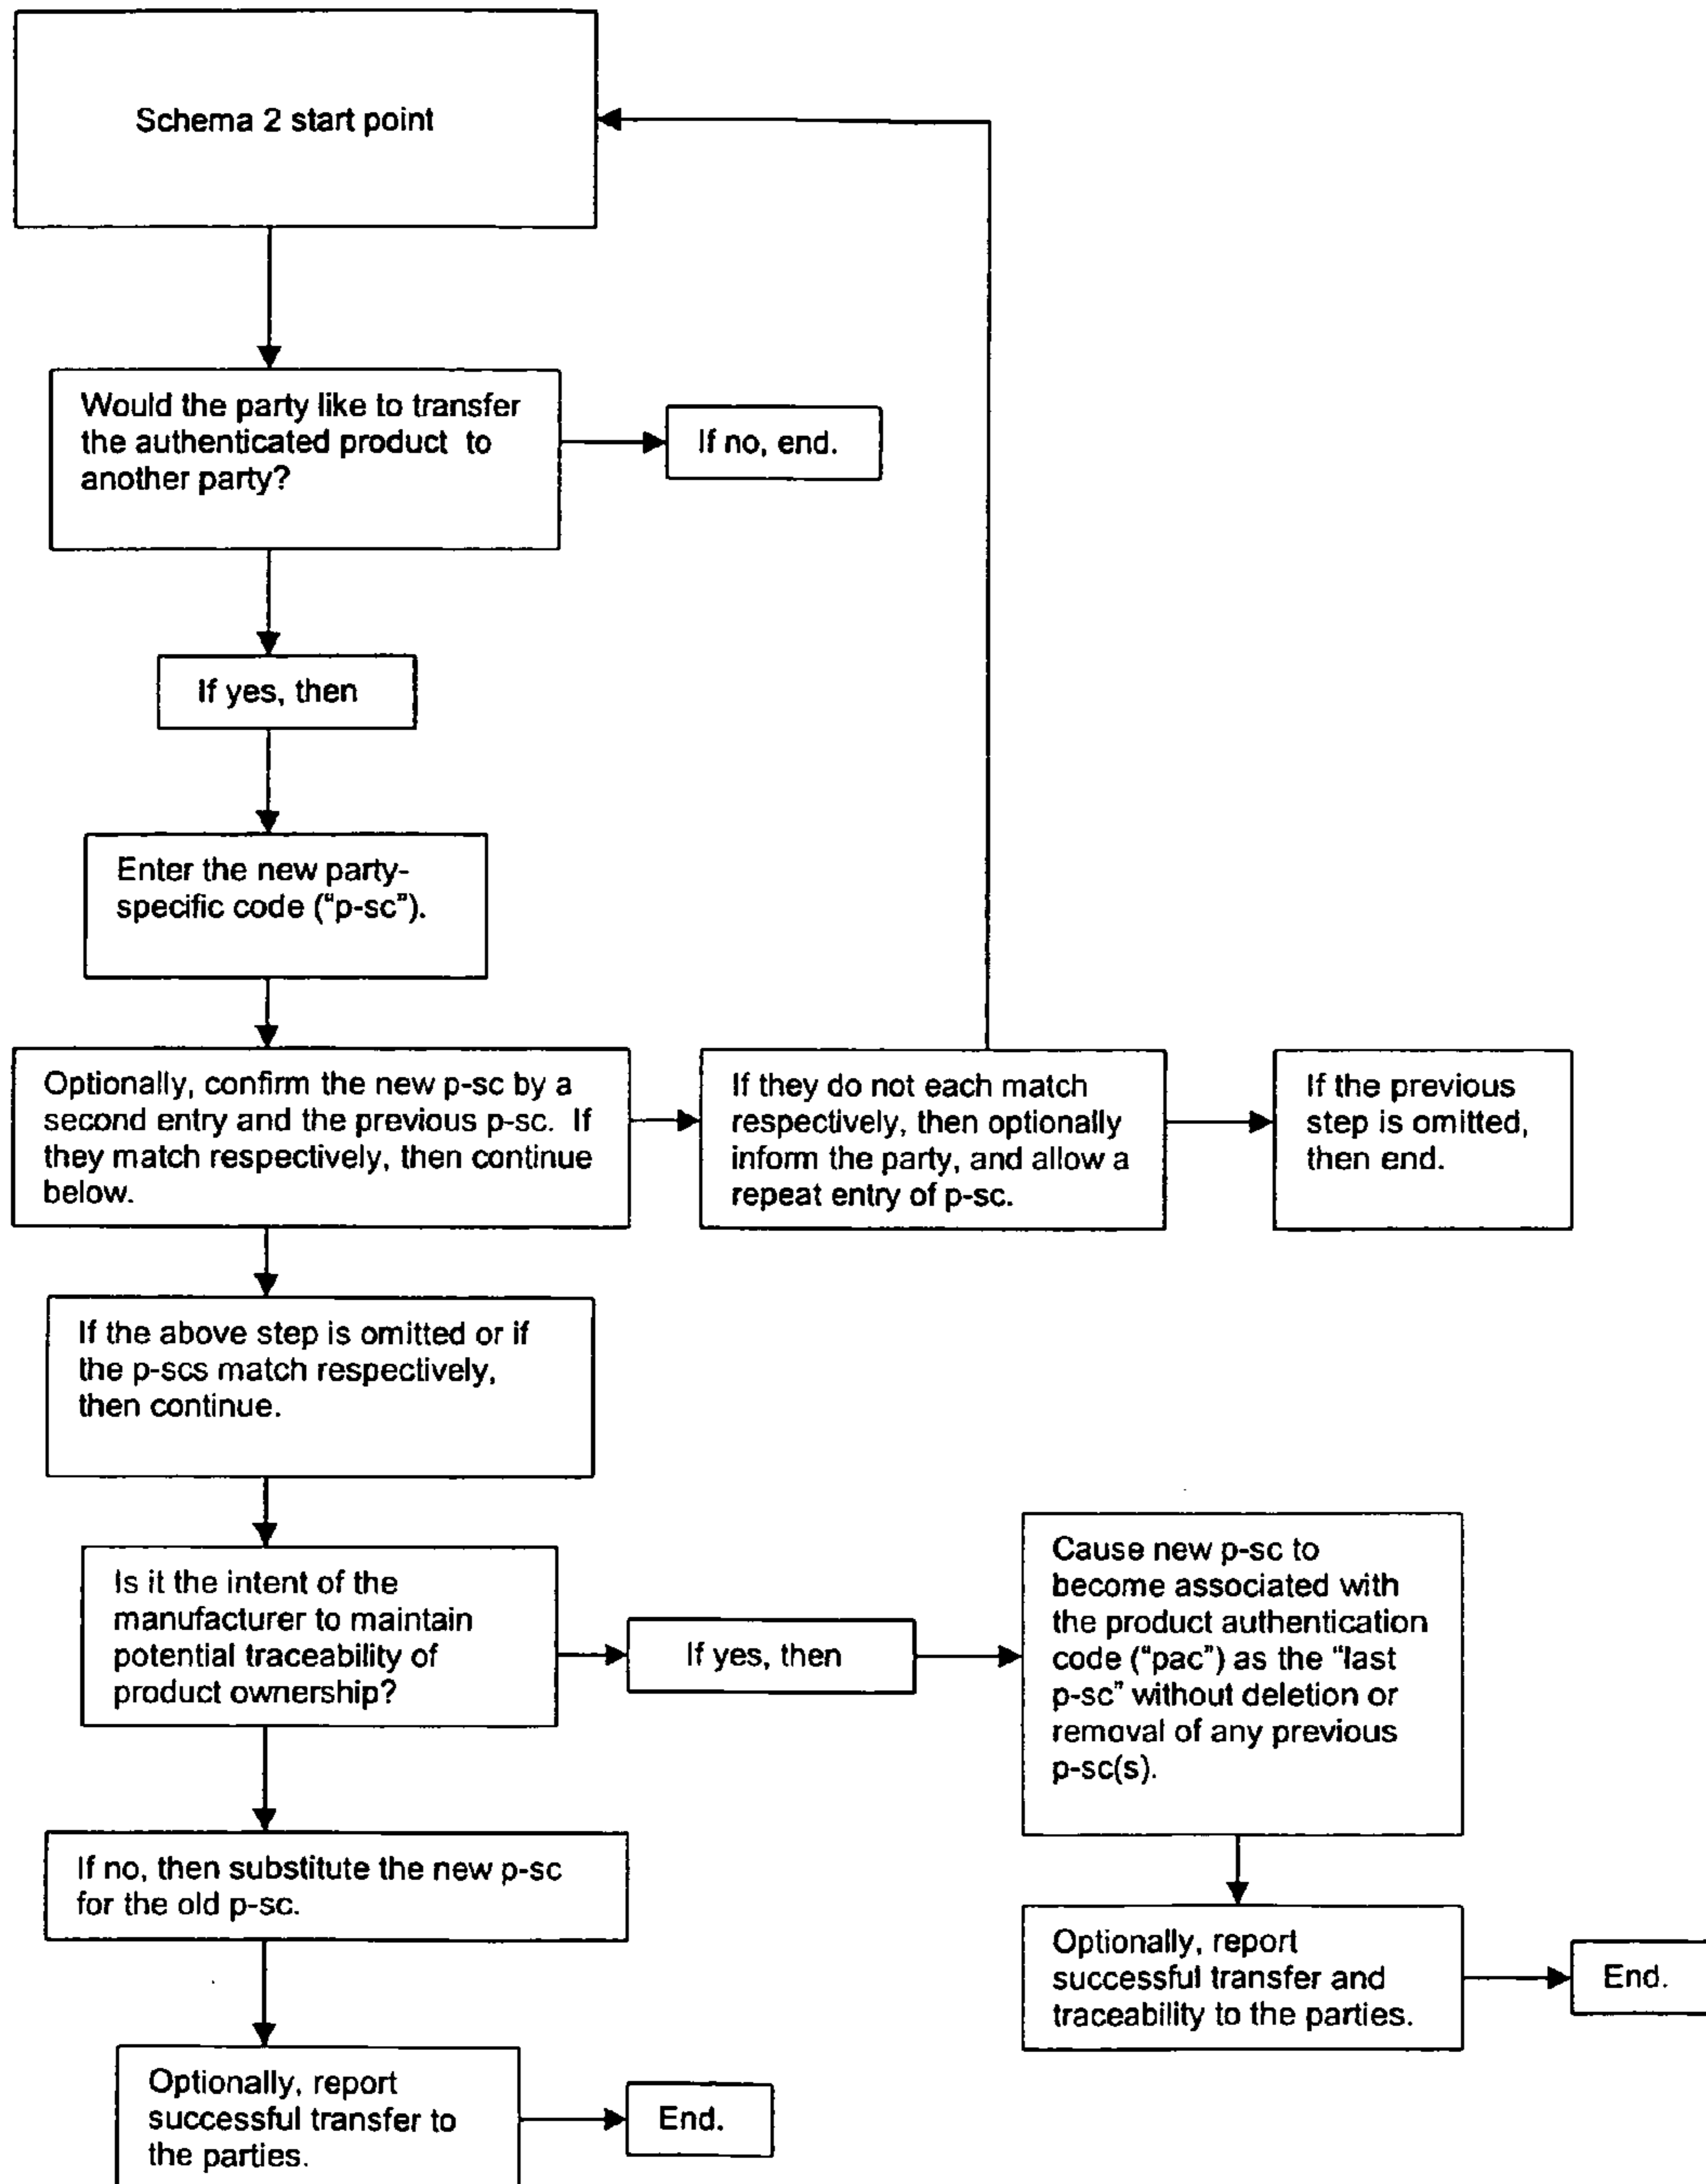 Schema 2 start point
Would the party like to transfer
the authenticated product to
another party?
If no, end.
If yes, then
Enter the new party-
specific code ("p-sc").
Optionally, confirm the new p-sc by a
second entry and the previous p-sc. If
they match respectively, then continue
below.
If they do not each match
respectively, then optionally
inform the party, and allow a
repeat entry of p-sc.
If the previous
step is omitted,
then end.
If the above step is omitted or if
the p-scs match respectively,
then continue.
Is it the intent of the
manufacturer to maintain
potential traceability of
product ownership?
If yes, then
Cause new p-sc to
become associated with
the product authentication
code ("pac") as the "last
p-sc" without deletion or
removal of any previous
p-sc(s).
If no, then substitute the new p-sc
for the old p-sc.
Optionally, report
successful transfer and
traceability to the parties.
End.
Optionally, report
successful transfer to
the parties.
End.